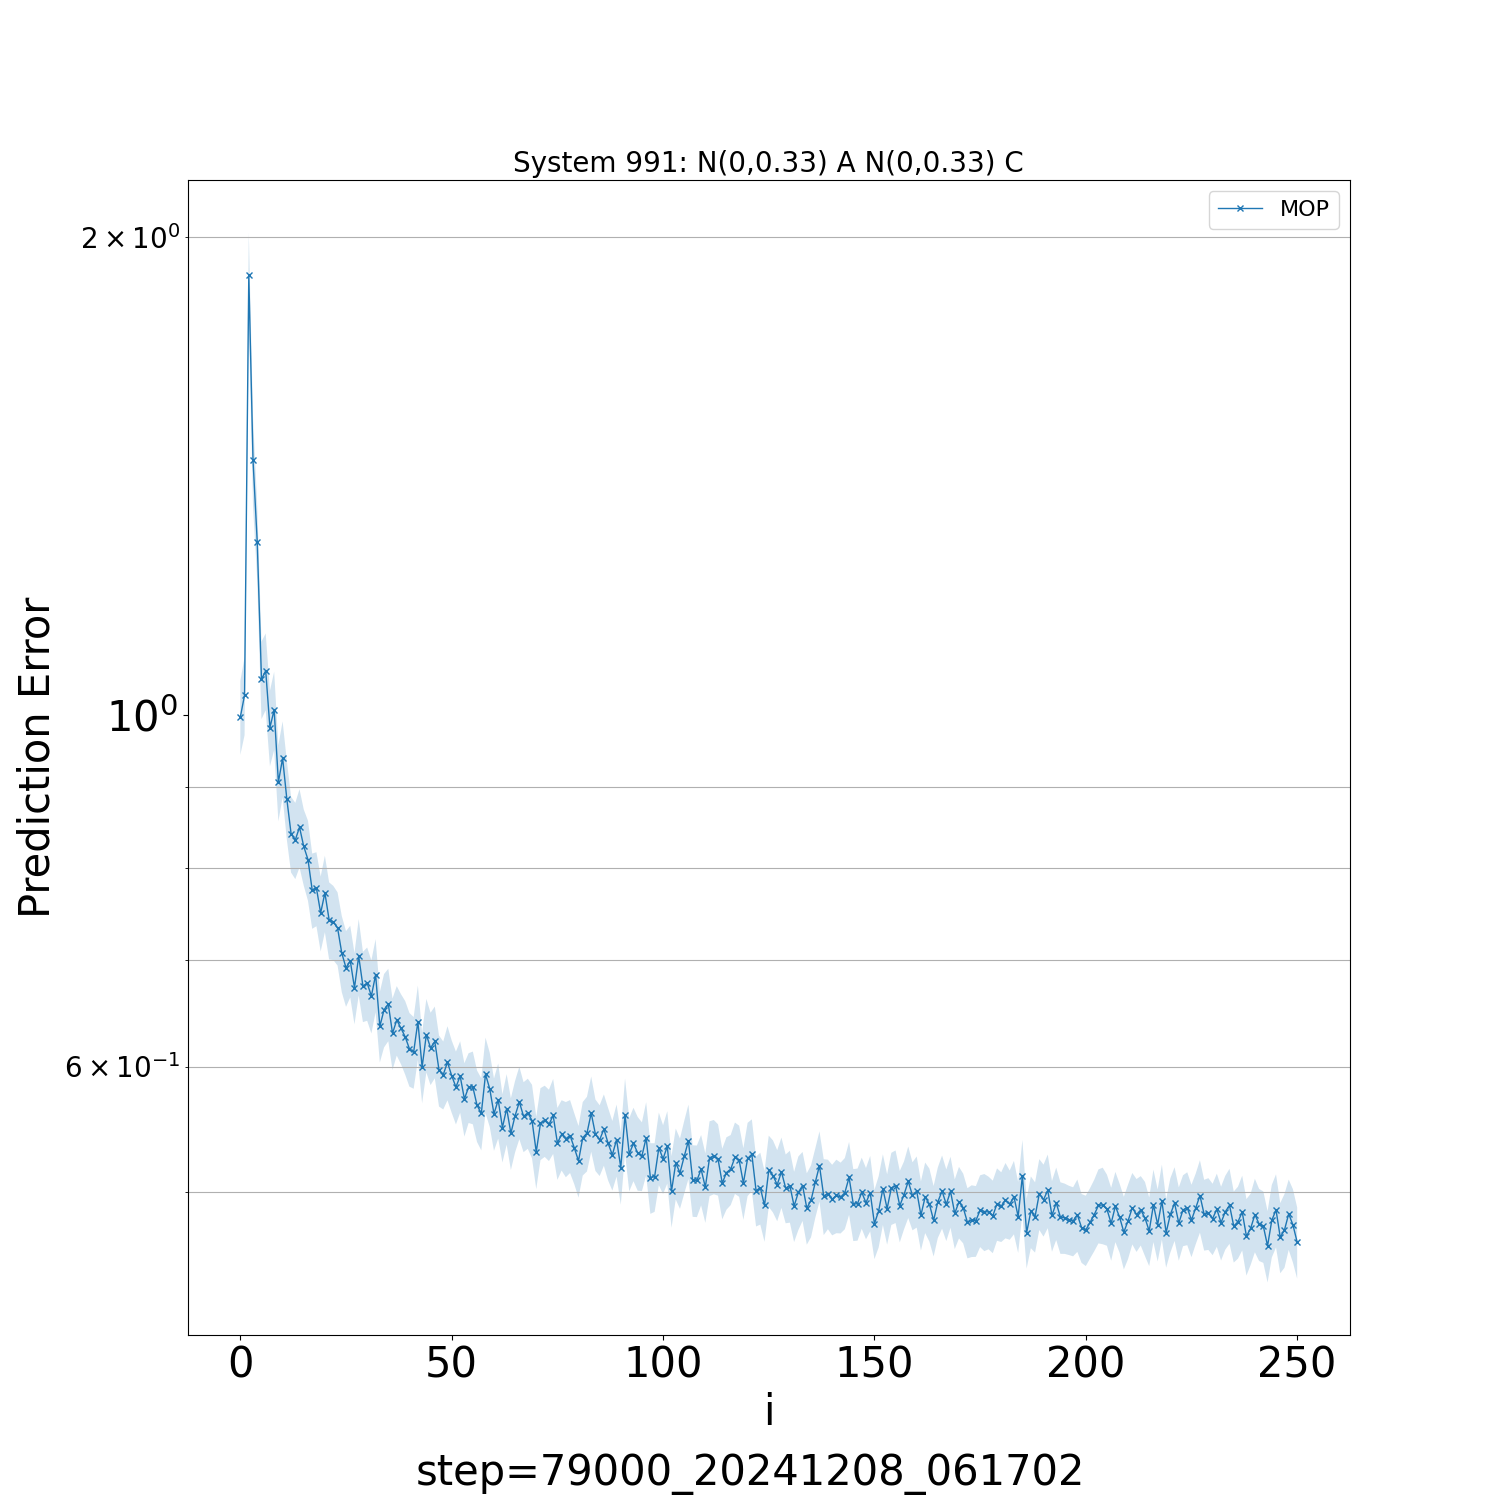 System 991: N(0,0.33) A N(0,0.33) C
MOP
2 × 10⁰
10⁰
6 × 10⁻¹
Prediction Error
0 50 100 150 200 250
i
step=79000_20241208_061702